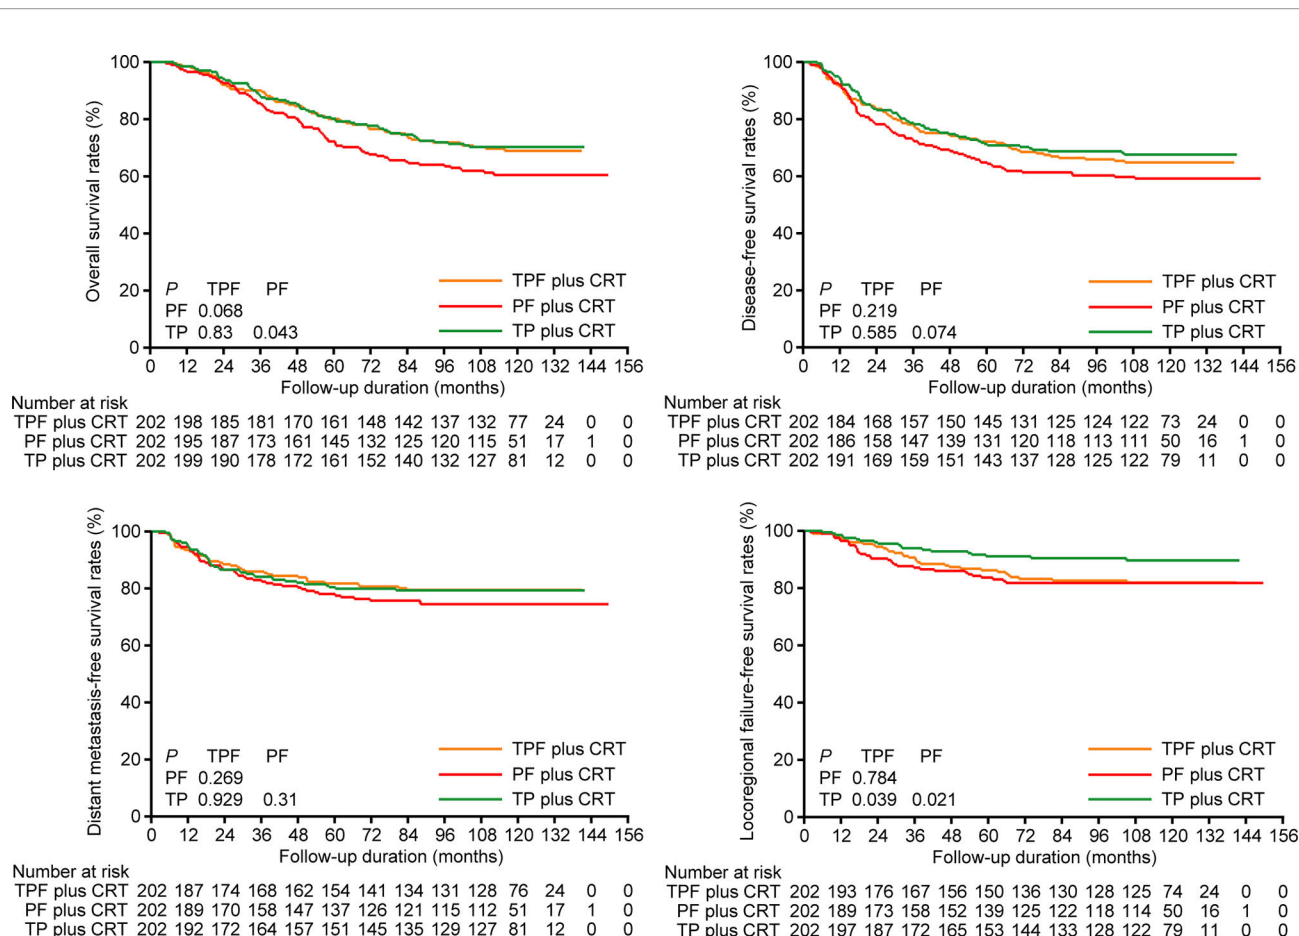 Overall survival rates (%)
100
80
60
40
20
0
P TPF PF
PF 0.068
TP 0.83 0.043
TPF plus CRT
PF plus CRT
TP plus CRT
0 12 24 36 48 60 72 84 96 108 120 132 144 156
Follow-up duration (months)
Number at risk
TPF plus CRT 202 198 185 181 170 161 148 142 137 132 77 24 0 0
PF plus CRT 202 195 187 173 161 145 132 125 120 115 51 17 1 0
TP plus CRT 202 199 190 178 172 161 152 140 132 127 81 12 0 0
Disease-free survival rates (%)
100
80
60
40
20
0
P TPF PF
PF 0.219
TP 0.585 0.074
TPF plus CRT
PF plus CRT
TP plus CRT
0 12 24 36 48 60 72 84 96 108 120 132 144 156
Follow-up duration (months)
Number at risk
TPF plus CRT 202 184 168 157 150 145 131 125 124 122 73 24 0 0
PF plus CRT 202 186 158 147 139 131 120 118 113 111 50 16 1 0
TP plus CRT 202 191 169 159 151 143 137 128 125 122 79 11 0 0
Distant metastasis-free survival rates (%)
100
80
60
40
20
0
P TPF PF
PF 0.269
TP 0.929 0.31
TPF plus CRT
PF plus CRT
TP plus CRT
0 12 24 36 48 60 72 84 96 108 120 132 144 156
Follow-up duration (months)
Number at risk
TPF plus CRT 202 187 174 168 162 154 141 134 131 128 76 24 0 0
PF plus CRT 202 189 170 158 147 137 126 121 115 112 51 17 1 0
TP plus CRT 202 192 172 164 157 151 145 135 129 127 81 12 0 0
Locoregional failure-free survival rates (%)
100
80
60
40
20
0
P TPF PF
PF 0.784
TP 0.039 0.021
TPF plus CRT
PF plus CRT
TP plus CRT
0 12 24 36 48 60 72 84 96 108 120 132 144 156
Follow-up duration (months)
Number at risk
TPF plus CRT 202 193 176 167 156 150 136 130 128 125 74 24 0 0
PF plus CRT 202 189 173 158 152 139 125 122 118 114 50 16 1 0
TP plus CRT 202 197 187 172 165 153 144 133 128 122 79 11 0 0